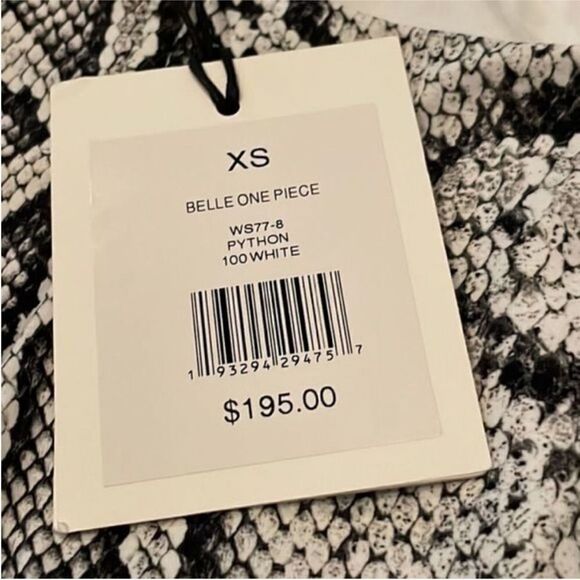 XS
BELLE ONE PIECE
WS77-8
PYTHON
100 WHITE
1 93294 29475 7
$195.00